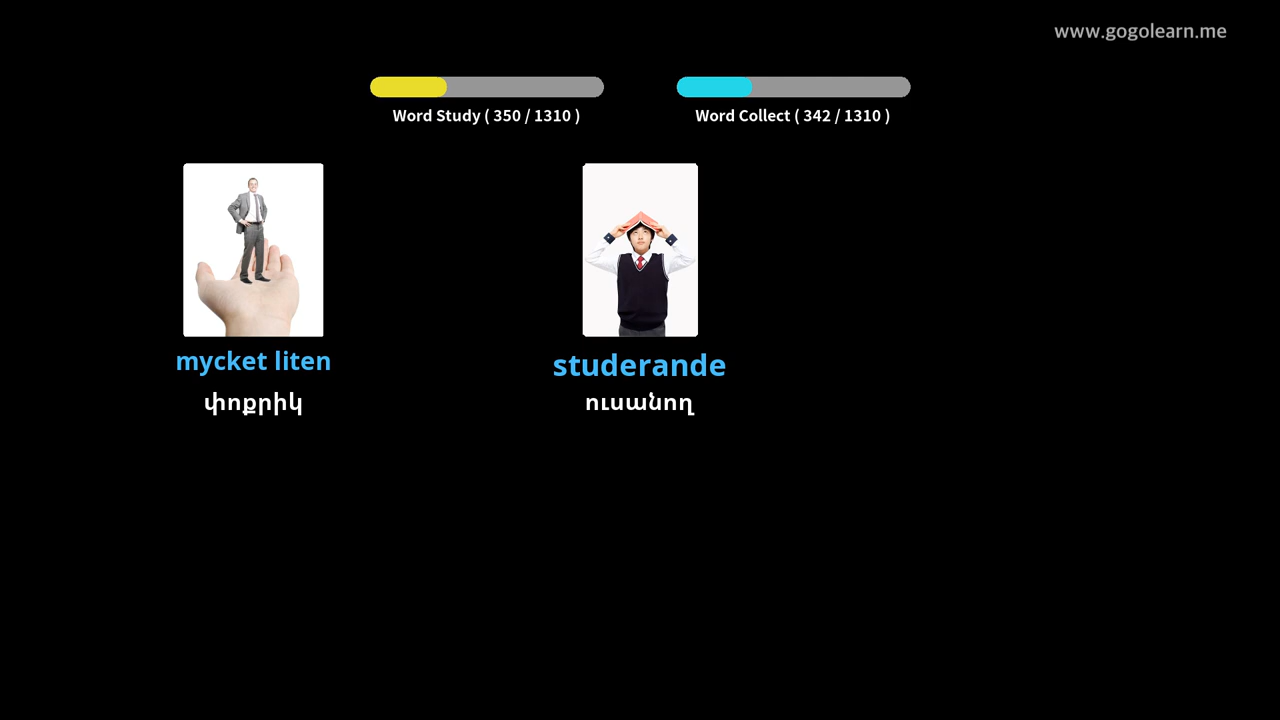 www.gogolearn.me
Word Study ( 350 / 1310 )
Word Collect ( 342 / 1310 )
mycket liten
փոքրիկ
studerande
ուսանող